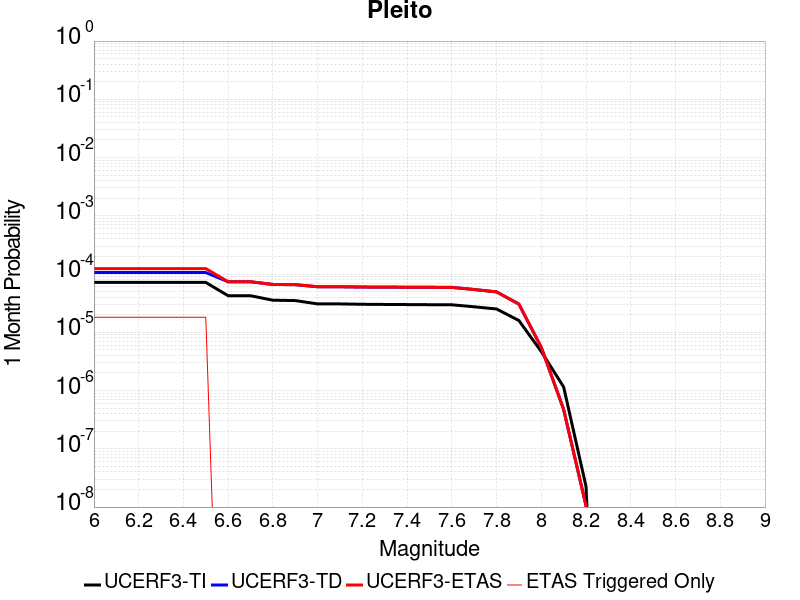 Pleito
1 Month Probability
10^0
10^-1
10^-2
10^-3
10^-4
10^-5
10^-6
10^-7
10^-8
6 6.2 6.4 6.6 6.8 7 7.2 7.4 7.6 7.8 8 8.2 8.4 8.6 8.8 9
Magnitude
UCERF3-TI UCERF3-TD UCERF3-ETAS ETAS Triggered Only